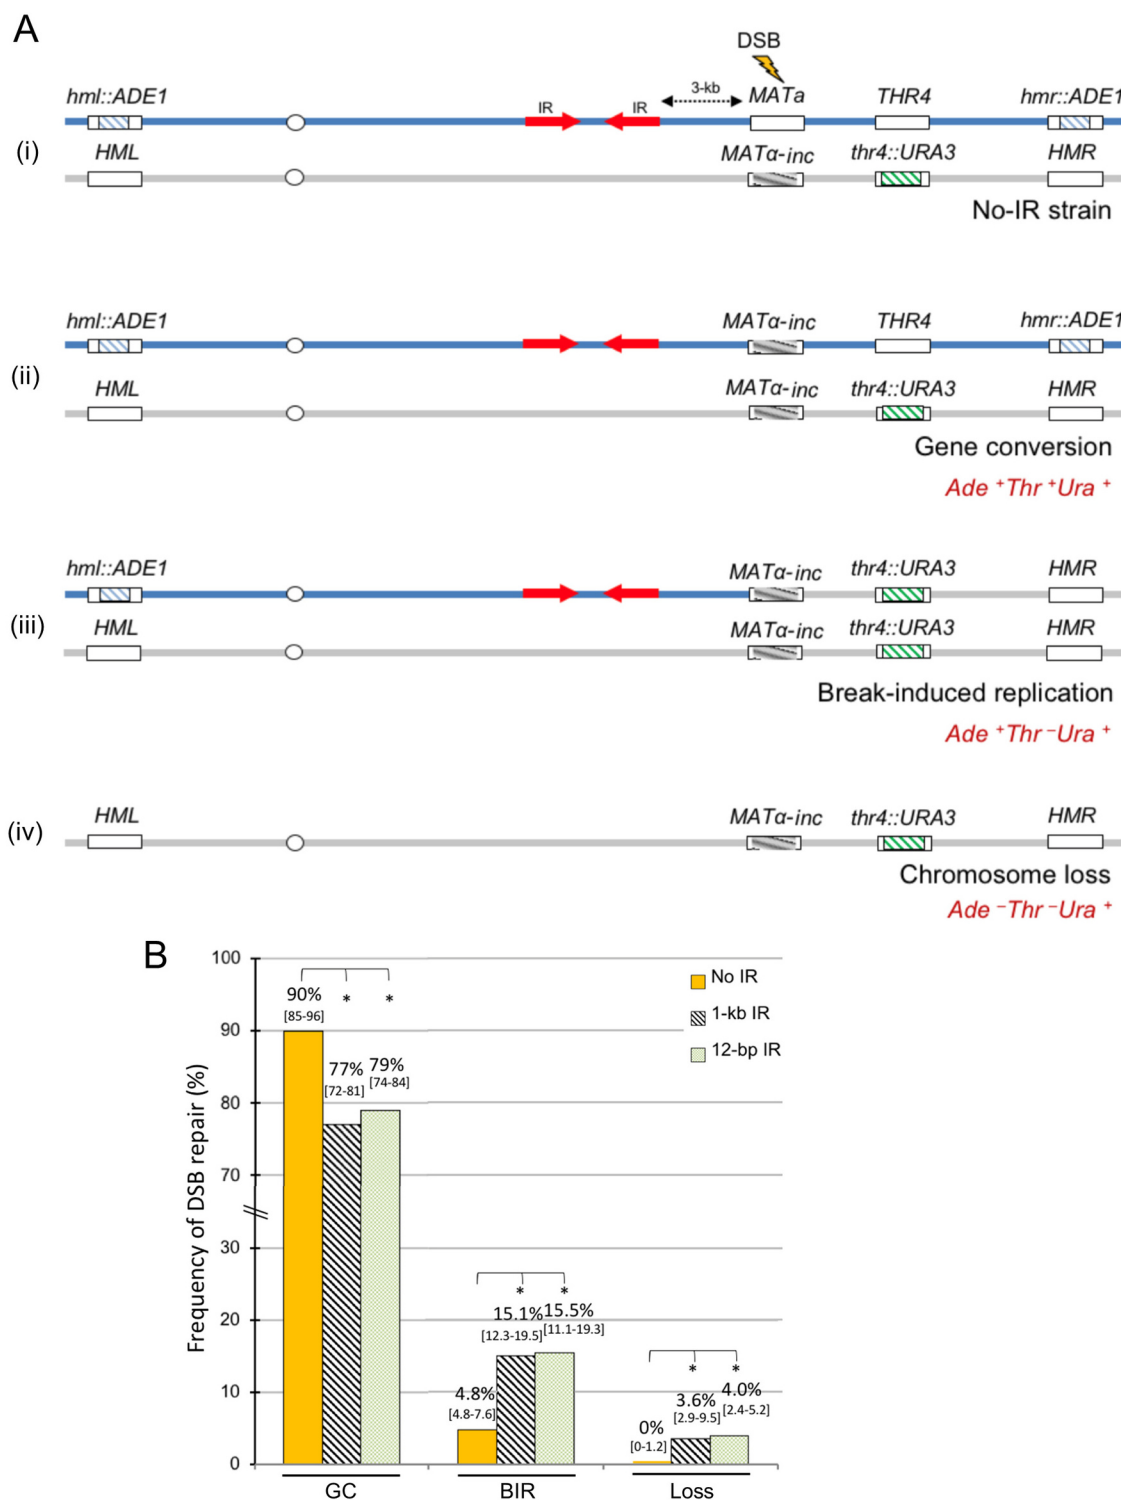 A
DSB
hml::ADE1 IR IR 3-kb MATa THR4 hmr::ADE1
(i)
HML MATα-inc thr4::URA3 HMR
No-IR strain
hml::ADE1 MATα-inc THR4 hmr::ADE1
(ii)
HML MATα-inc thr4::URA3 HMR
Gene conversion
Ade +Thr +Ura +
hml::ADE1 MATα-inc thr4::URA3 HMR
(iii)
HML MATα-inc thr4::URA3 HMR
Break-induced replication
Ade +Thr –Ura +
(iv)
HML MATα-inc thr4::URA3 HMR
Chromosome loss
Ade –Thr –Ura +
B
Frequency of DSB repair (%)
100
90
80
70
30
20
10
0
No IR
1-kb IR
12-bp IR
90%
[85-96]
*
*
77%
[72-81]
79%
[74-84]
4.8%
[4.8-7.6]
*
*
15.1%
[12.3-19.5]
15.5%
[11.1-19.3]
0%
[0-1.2]
*
*
3.6%
[2.9-9.5]
4.0%
[2.4-5.2]
GC BIR Loss